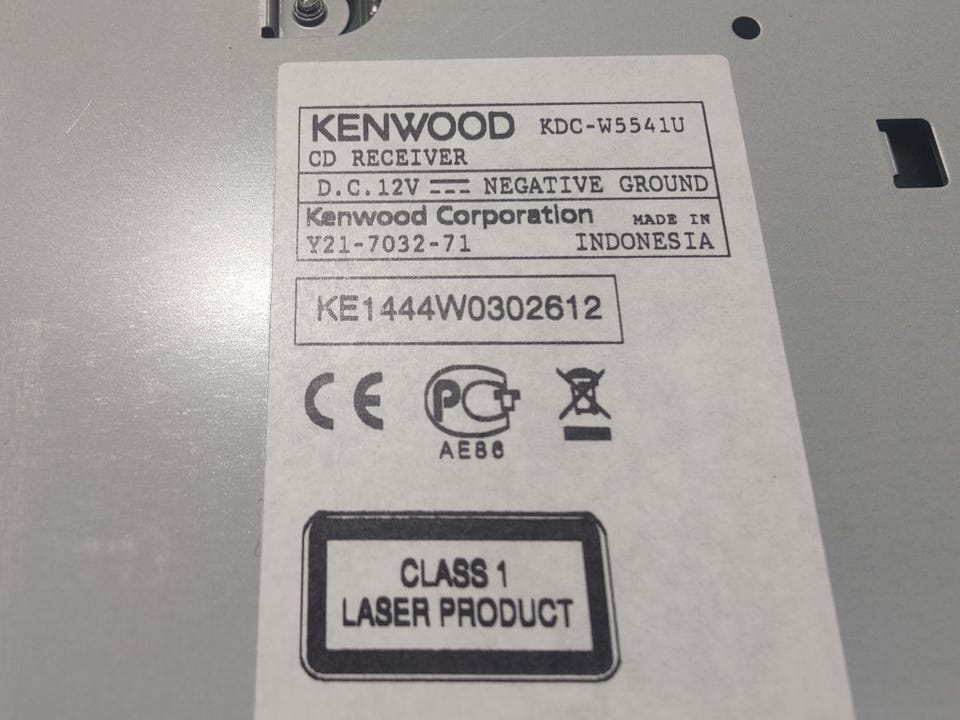 KENWOOD KDC-W5541U
CD RECEIVER
D.C.12V NEGATIVE GROUND
Kenwood Corporation MADE IN
Y21-7032-71 INDONESIA
KE1444W0302612
CE
PC
AE86
CLASS 1
LASER PRODUCT